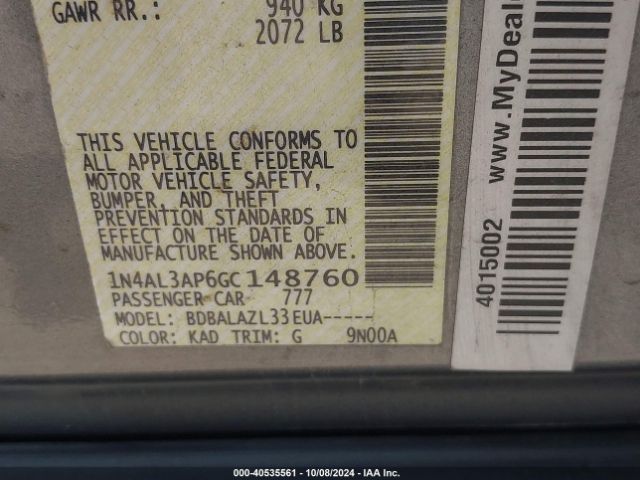 GAWR RR.: 940 KG
2072 LB
THIS VEHICLE CONFORMS TO
ALL APPLICABLE FEDERAL
MOTOR VEHICLE SAFETY,
BUMPER, AND THEFT
PREVENTION STANDARDS IN
EFFECT ON THE DATE OF
MANUFACTURE SHOWN ABOVE.
1N4AL3AP6GC148760
PASSENGER CAR 777
MODEL: BDBALAZL33EUA-----
COLOR: KAD TRIM: G 9N00A
4015002
www.MyDeal
000-40535561 - 10/08/2024 - IAA Inc.